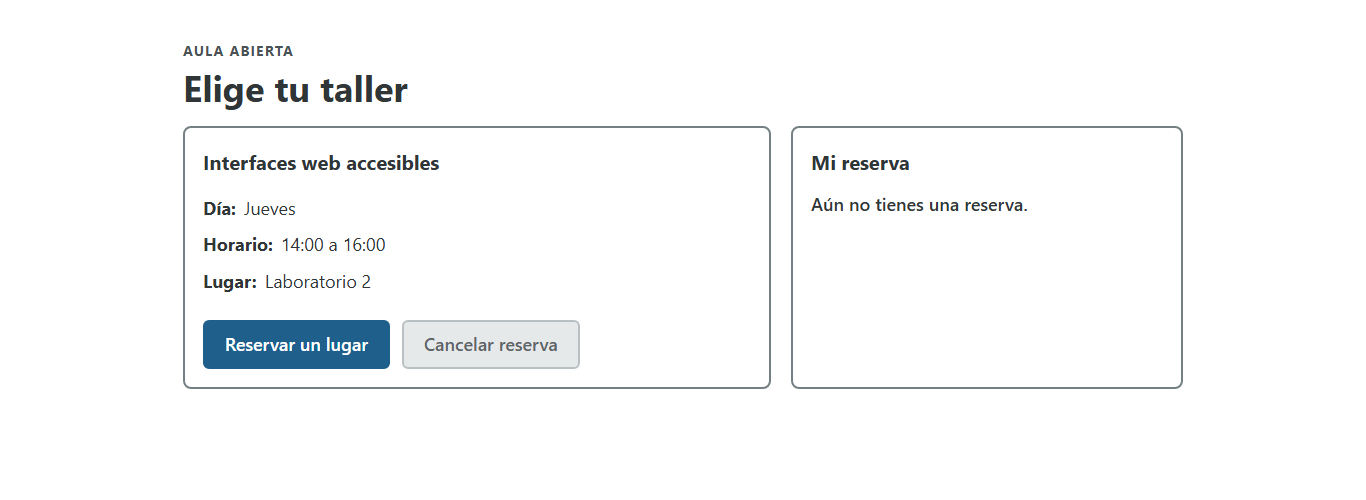 AULA ABIERTA
Elige tu taller
Interfaces web accesibles
Día: Jueves
Horario: 14:00 a 16:00
Lugar: Laboratorio 2
Reservar un lugar
Cancelar reserva
Mi reserva
Aún no tienes una reserva.